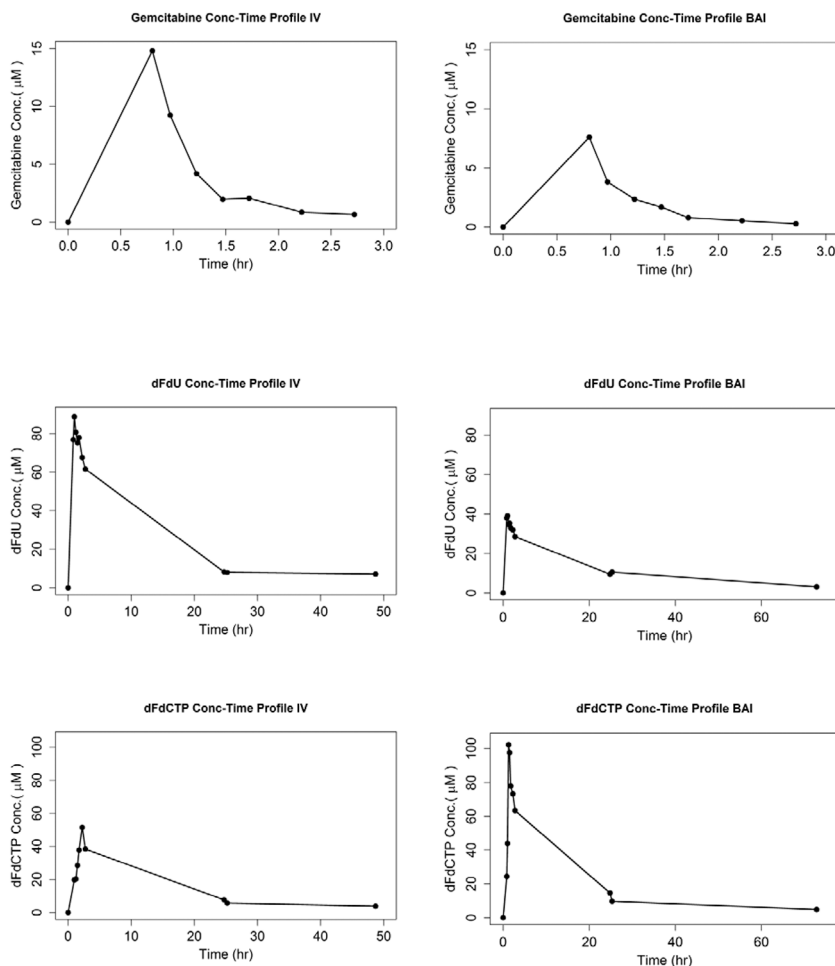 Gemcitabine Conc-Time Profile IV
Gemcitabine Conc.( μM )
15
10
5
0
0.0 0.5 1.0 1.5 2.0 2.5 3.0
Time (hr)
Gemcitabine Conc-Time Profile BAI
Gemcitabine Conc.( μM )
15
10
5
0
0.0 0.5 1.0 1.5 2.0 2.5 3.0
Time (hr)
dFdU Conc-Time Profile IV
dFdU Conc.( μM )
80
60
40
20
0
0 10 20 30 40 50
Time (hr)
dFdU Conc-Time Profile BAI
dFdU Conc.( μM )
80
60
40
20
0
0 20 40 60
Time (hr)
dFdCTP Conc-Time Profile IV
dFdCTP Conc.( μM )
100
80
60
40
20
0
0 10 20 30 40 50
Time (hr)
dFdCTP Conc-Time Profile BAI
dFdCTP Conc.( μM )
100
80
60
40
20
0
0 20 40 60
Time (hr)